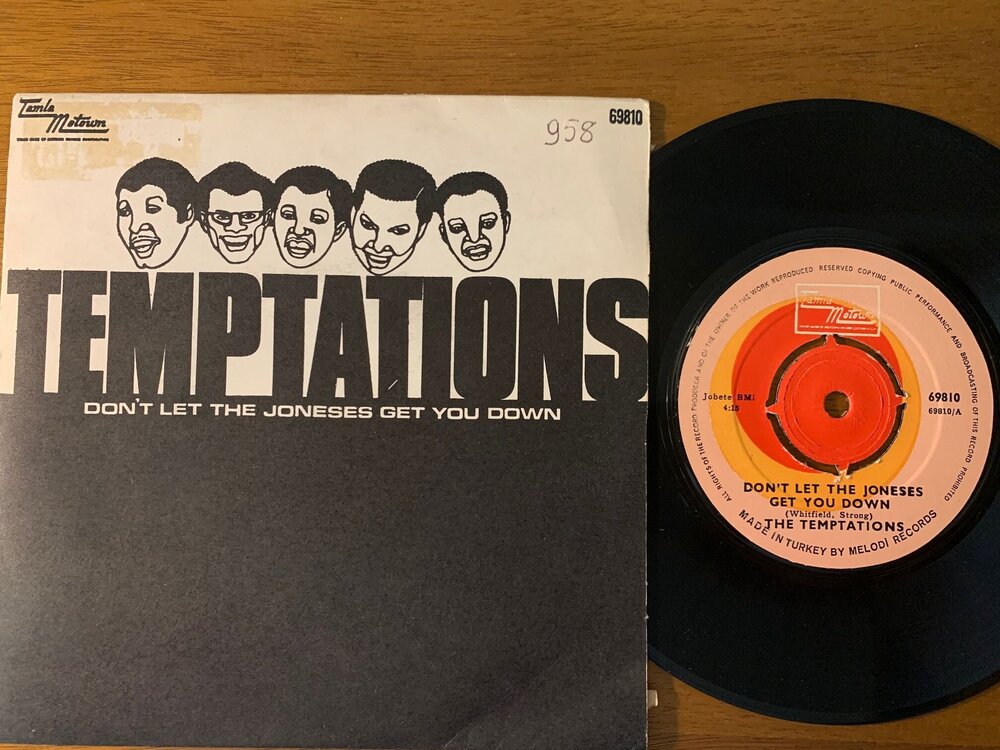 Tamla
Motown
69810
958
TEMPTATIONS
DON'T LET THE JONESES GET YOU DOWN
ALL RIGHTS OF THE RECORD PRODUCER AND OF THE OWNER OF THE WORK REPRODUCED RESERVED COPYING PUBLIC PERFORMANCE AND BROADCASTING OF THIS RECORD PROHIBITED
Tamla
Motown
Jobete BMI
4:18
69810
69810/A
DON'T LET THE JONESES
GET YOU DOWN
(Whitfield, Strong)
THE TEMPTATIONS
MADE IN TURKEY BY MELODİ RECORDS